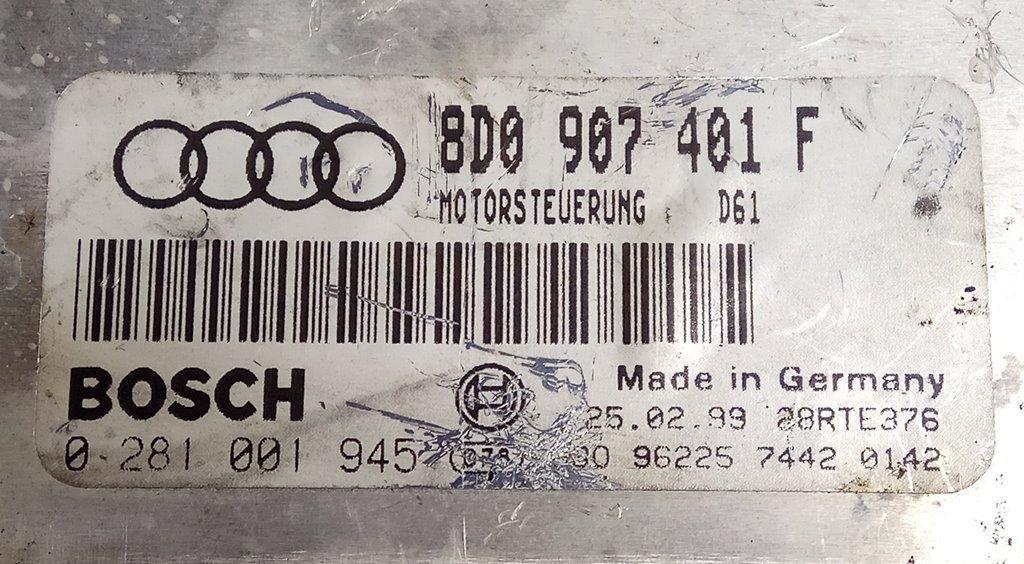 8D0 907 401 F
MOTORSTEUERUNG D61
BOSCH
Made in Germany
25.02.99 28RTE376
0 281 001 945 96225 7442 0142